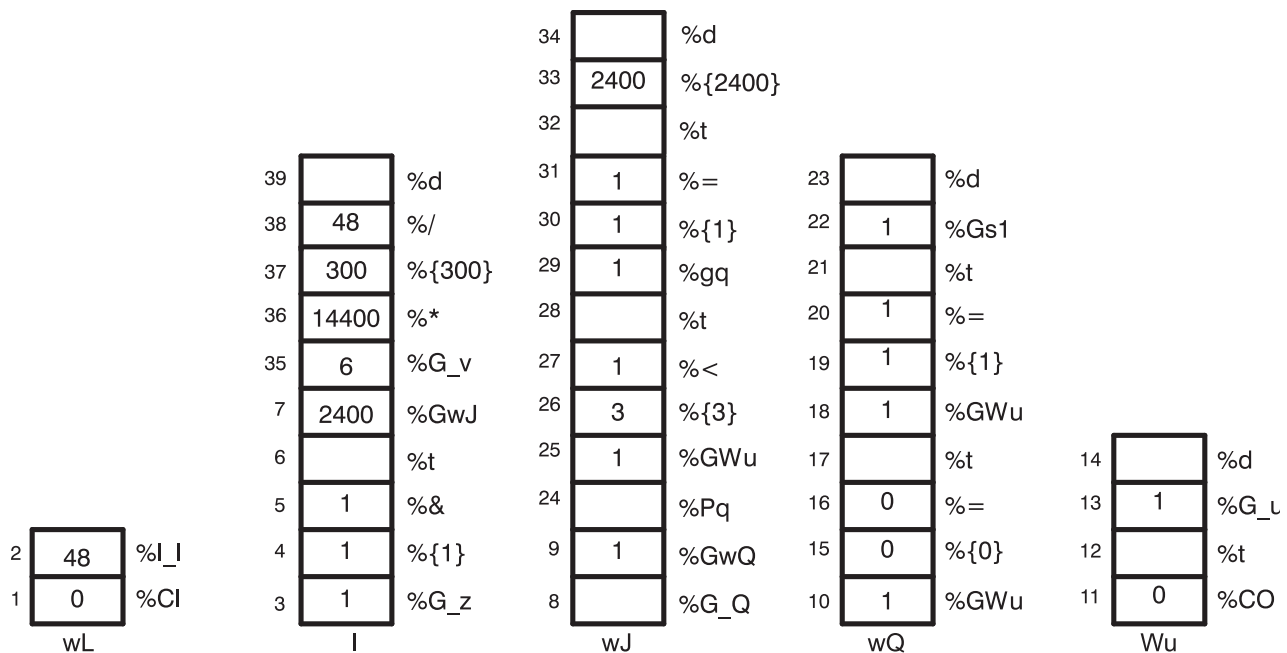 34 %d
33 2400 %{2400}
32 %t
39 %d 31 1 %= 23 %d
38 48 %/ 30 1 %{1} 22 1 %Gs1
37 300 %{300} 29 1 %gq 21 %t
36 14400 %* 28 %t 20 1 %=
35 6 %G_v 27 1 %< 19 1 %{1}
7 2400 %GwJ 26 3 %{3} 18 1 %GWu
6 %t 25 1 %GWu 17 %t 14 %d
5 1 %& 24 %Pq 16 0 %= 13 1 %G_u
2 48 %I_I 4 1 %{1} 9 1 %GwQ 15 0 %{0} 12 %t
1 0 %CI 3 1 %G_z 8 %G_Q 10 1 %GWu 11 0 %CO
wL I wJ wQ Wu